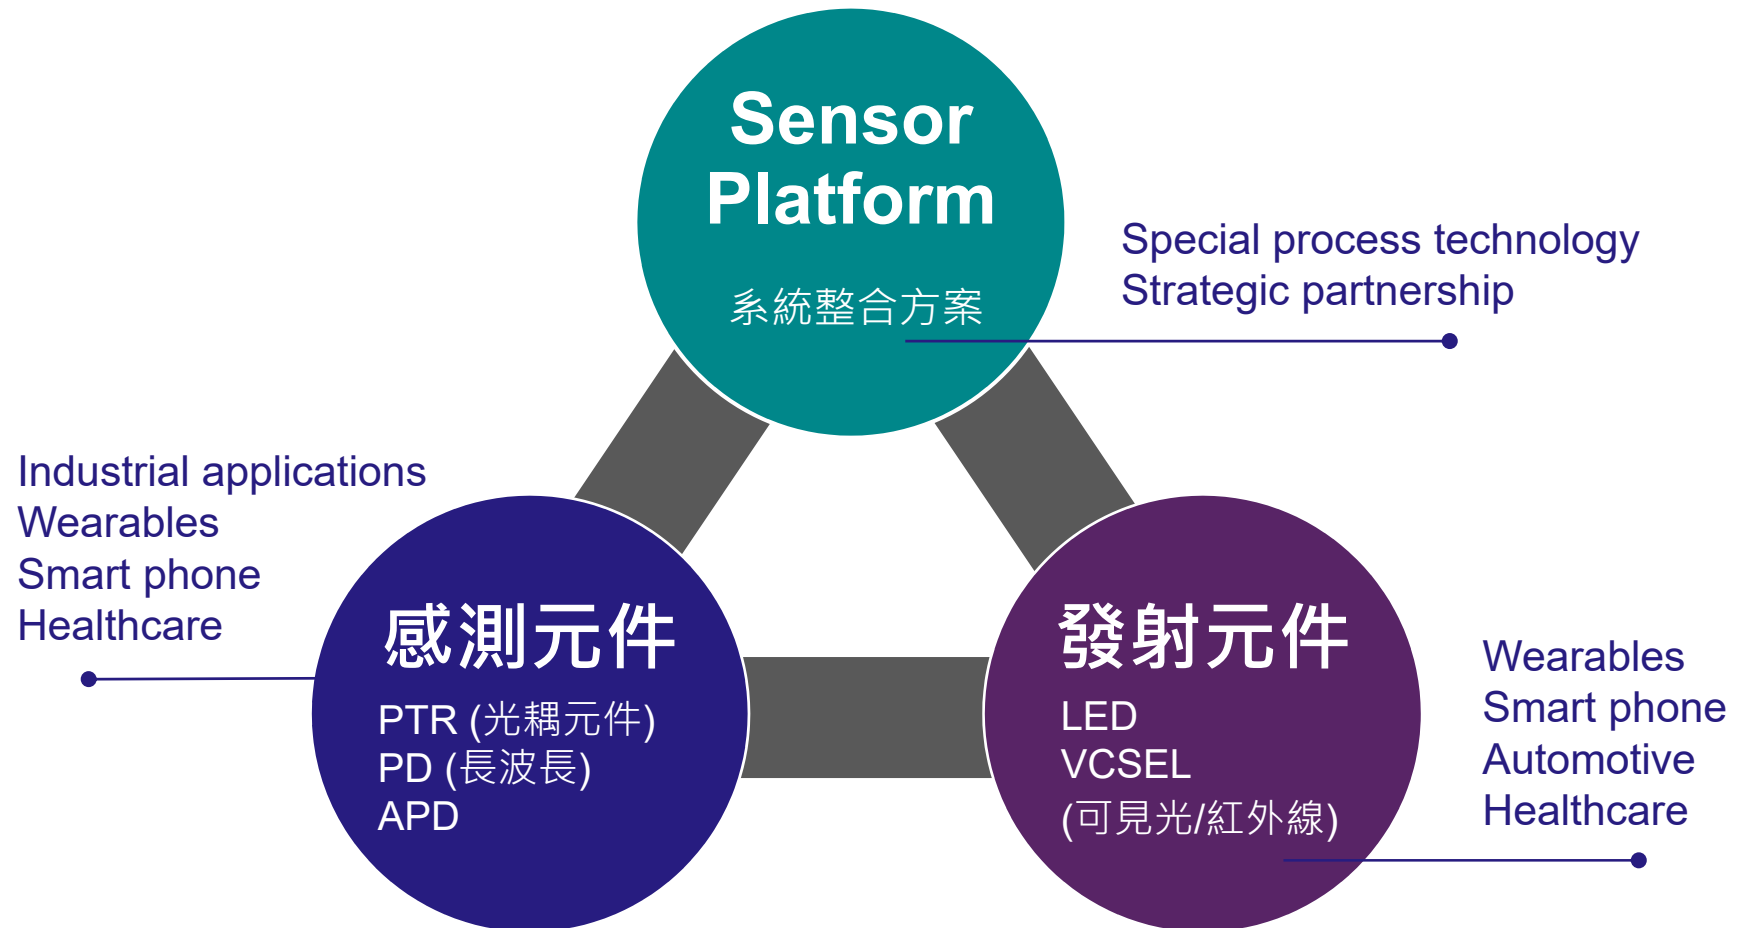 Sensor
Platform
系統整合方案
Special process technology
Strategic partnership
Industrial applications
Wearables
Smart phone
Healthcare
感測元件
PTR (光耦元件)
PD (長波長)
APD
發射元件
LED
VCSEL
(可見光/紅外線)
Wearables
Smart phone
Automotive
Healthcare